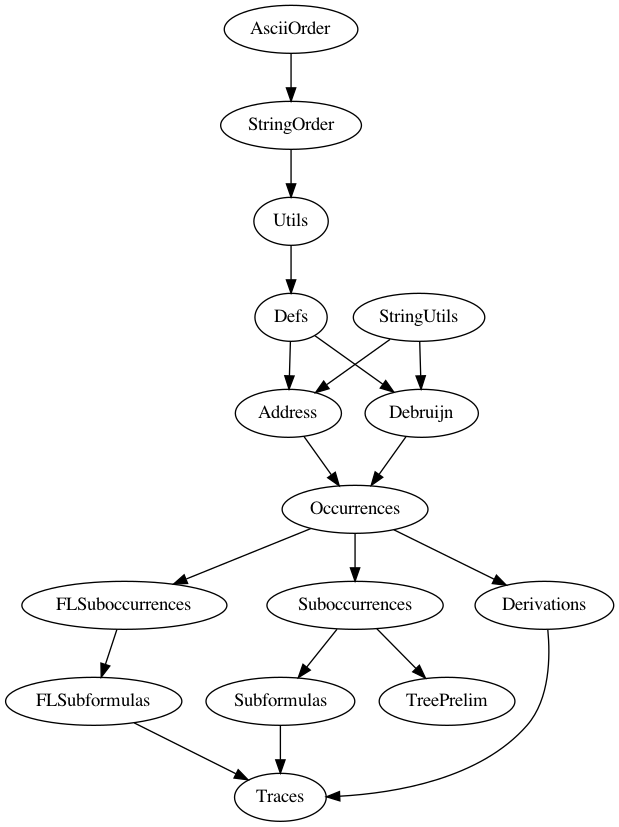 AsciiOrder
StringOrder
Utils
Defs
StringUtils
Address
Debruijn
Occurrences
FLSuboccurrences
Suboccurrences
Derivations
FLSubformulas
Subformulas
TreePrelim
Traces